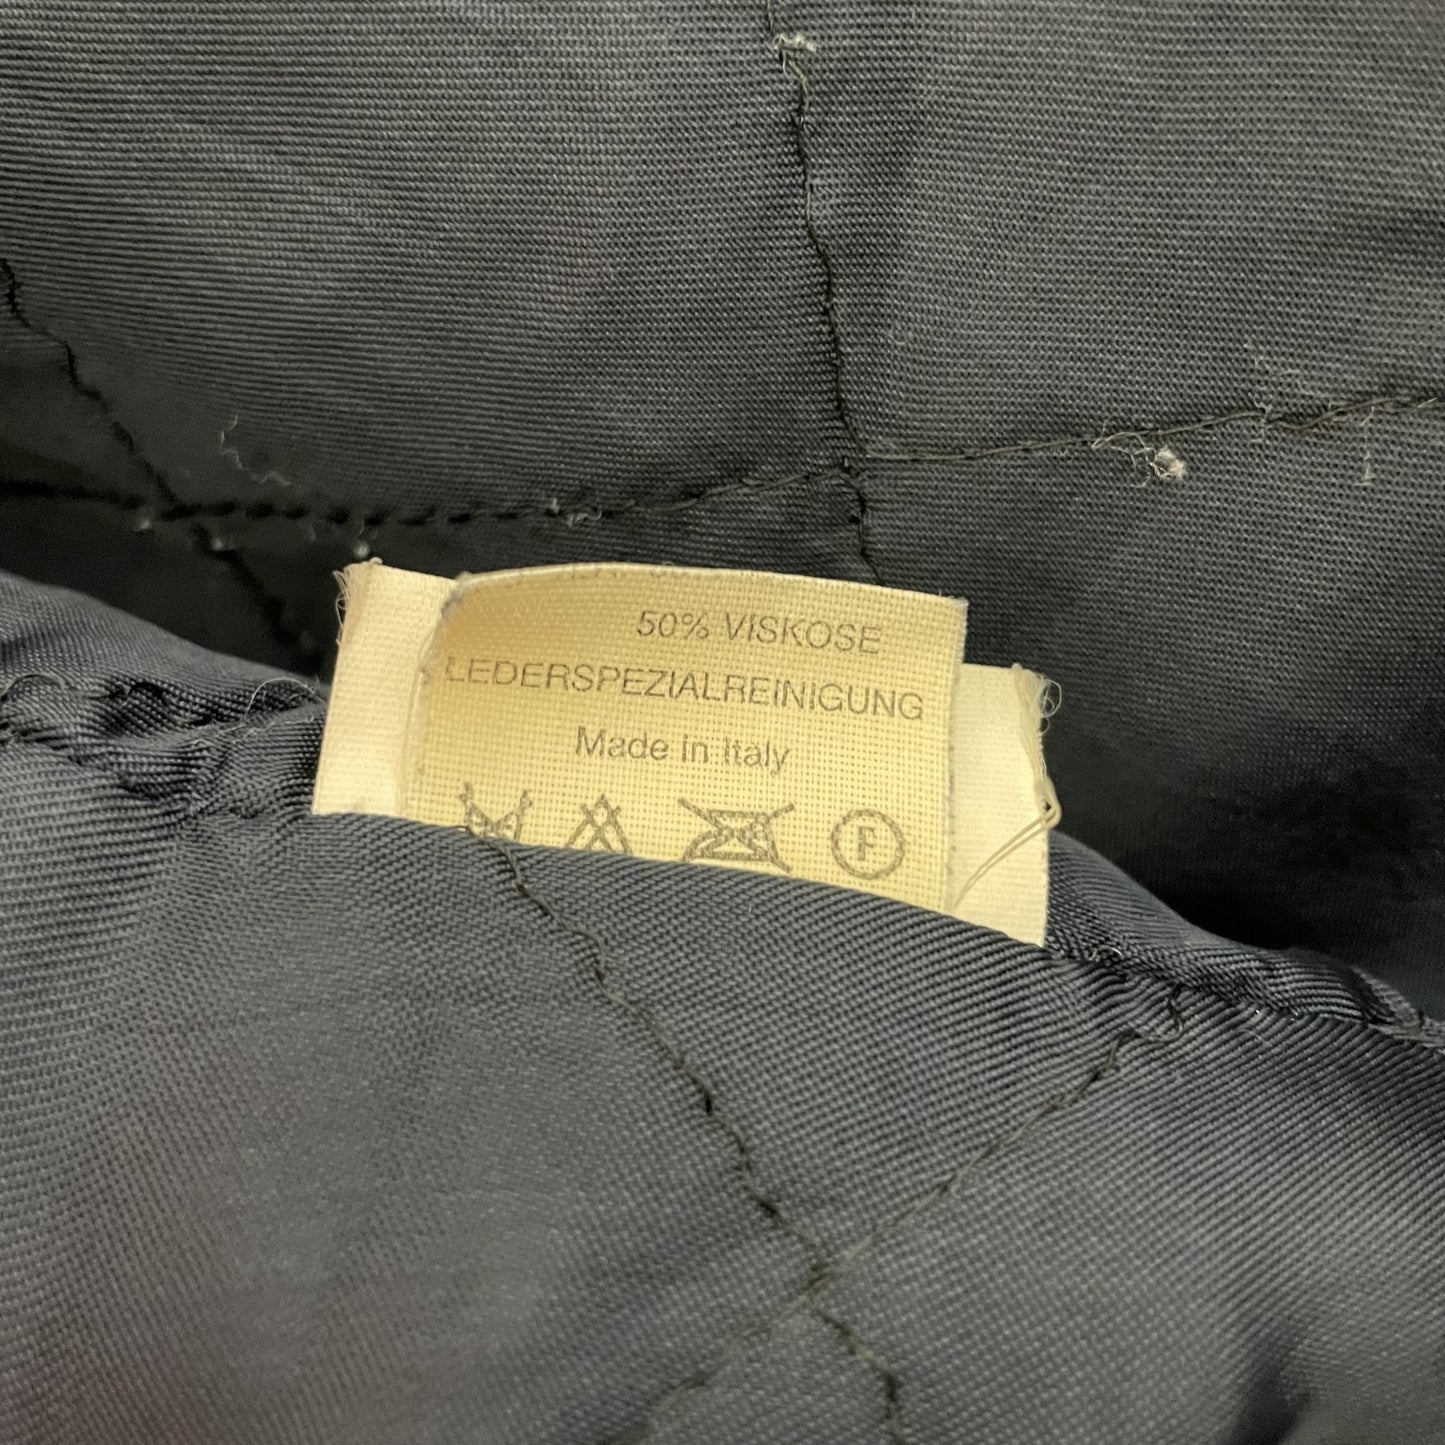 50% VISKOSE
LEDERSPEZIALREINIGUNG
Made in Italy
F